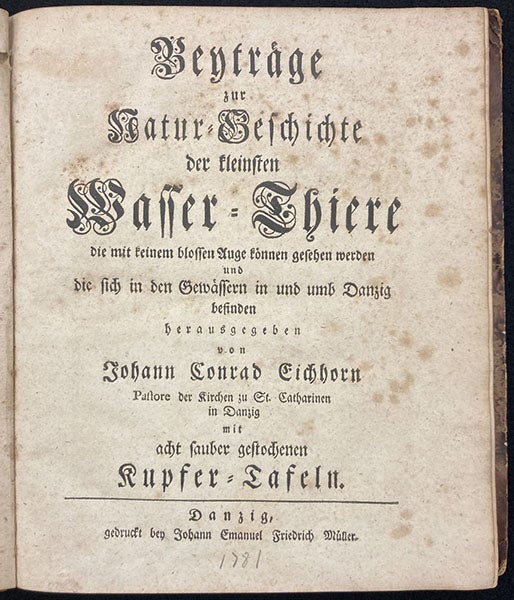 Beyträge
zur
Natur-Geschichte
der kleinsten
Wasser-Thiere
die mit keinem blossen Auge können gesehen werden
und
die sich in den Gewässern in und umb Danzig
befinden
herausgegeben
von
Johann Conrad Eichhorn
Pastore der Kirchen zu St. Catharinen
in Danzig
mit
acht sauber gestochenen
Kupfer-Tafeln.
Danzig,
gedruckt bey Johann Emanuel Friedrich Müller.
1781